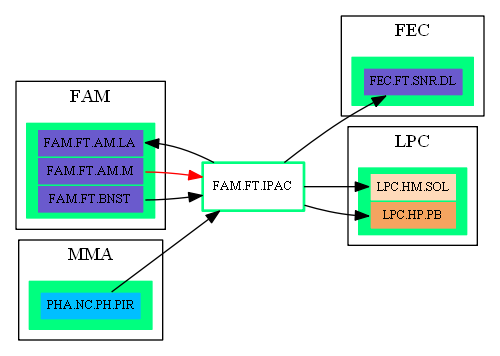 FEC
FEC.FT.SNR.DL
FAM
FAM.FT.AM.LA
FAM.FT.AM.M
FAM.FT.BNST
FAM.FT.IPAC
LPC
LPC.HM.SOL
LPC.HP.PB
MMA
PHA.NC.PH.PIR